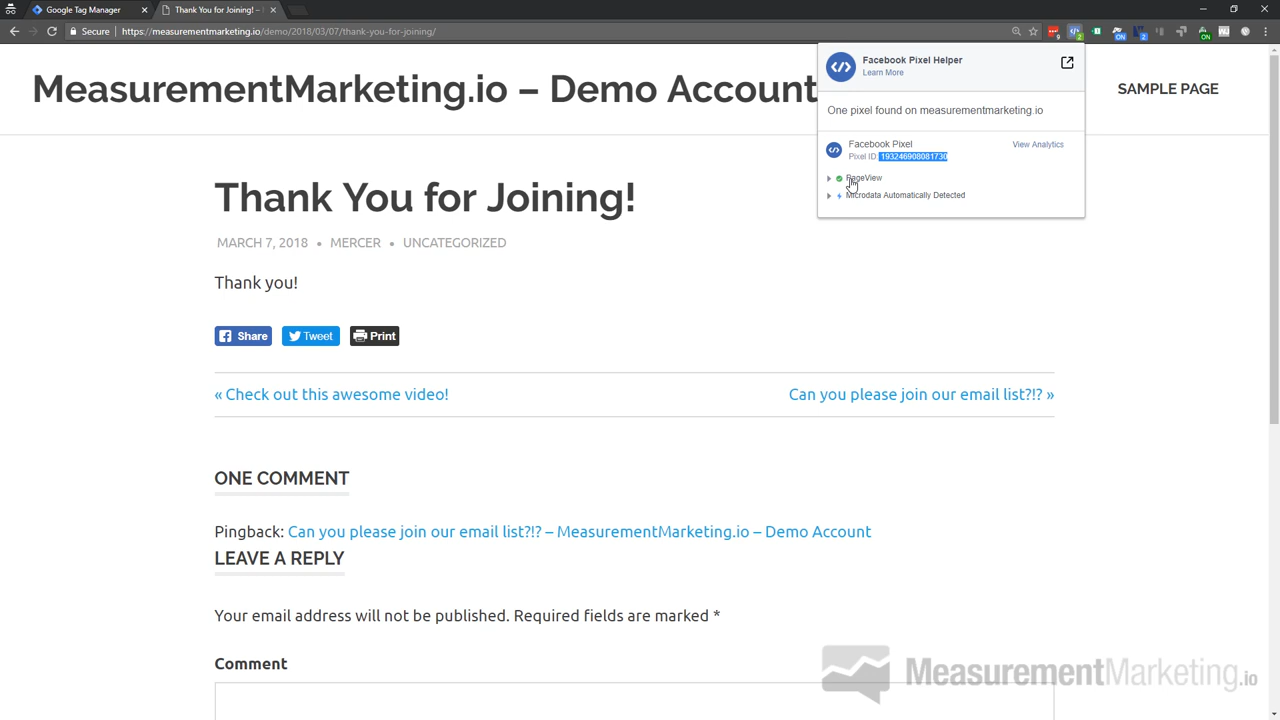 Google Tag Manager
Thank You for Joining! –
Secure
https://measurementmarketing.io/demo/2018/03/07/thank-you-for-joining/
MeasurementMarketing.io – Demo Account
SAMPLE PAGE
Facebook Pixel Helper
Learn More
One pixel found on measurementmarketing.io
Facebook Pixel
View Analytics
Pixel ID: 193246908081730
PageView
Microdata Automatically Detected
Thank You for Joining!
MARCH 7, 2018 • MERCER • UNCATEGORIZED
Thank you!
Share
Tweet
Print
« Check out this awesome video!
Can you please join our email list?!? »
ONE COMMENT
Pingback: Can you please join our email list?!? – MeasurementMarketing.io – Demo Account
LEAVE A REPLY
Your email address will not be published. Required fields are marked *
Comment
MeasurementMarketing.io